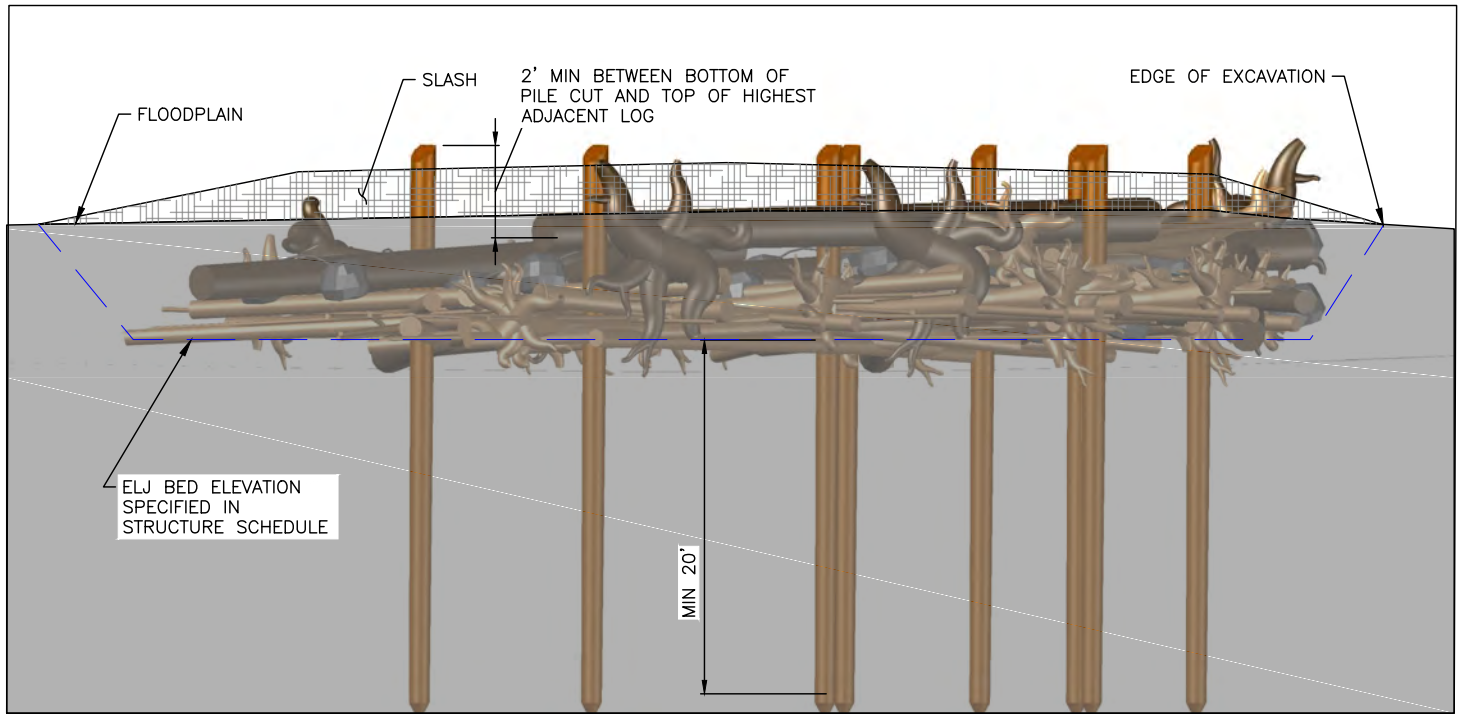 FLOODPLAIN
SLASH
2' MIN BETWEEN BOTTOM OF
PILE CUT AND TOP OF HIGHEST
ADJACENT LOG
EDGE OF EXCAVATION
ELJ BED ELEVATION
SPECIFIED IN
STRUCTURE SCHEDULE
MIN 20'